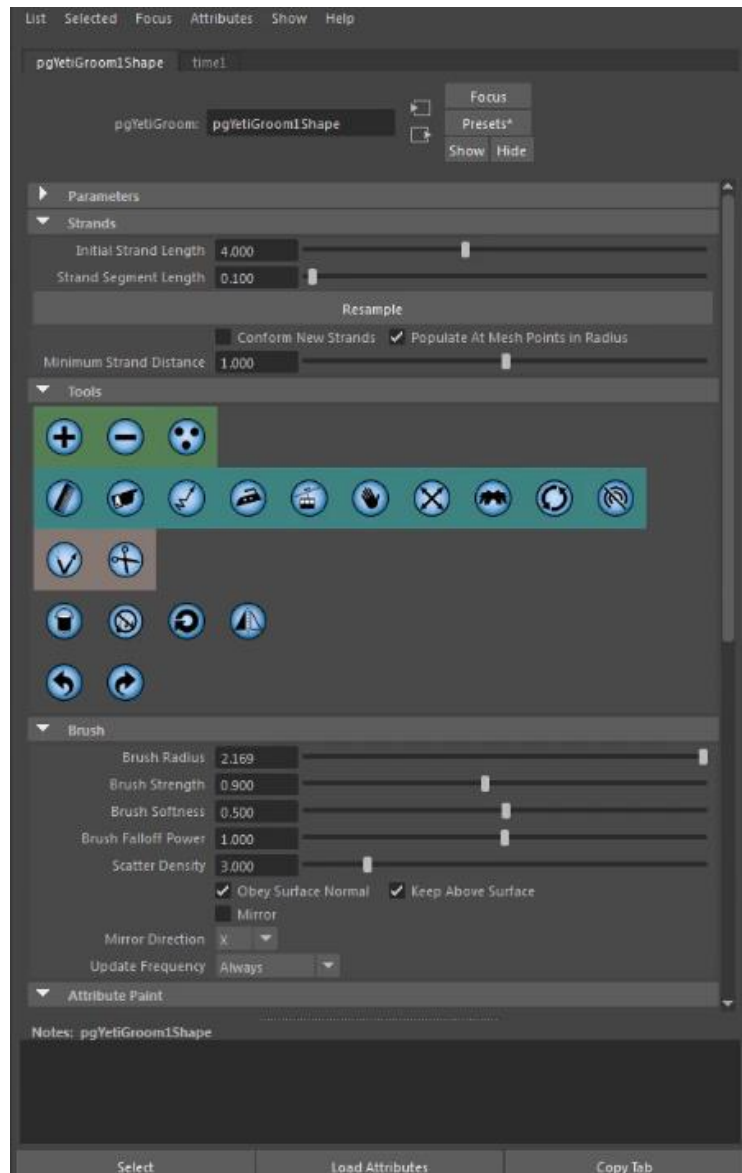 List Selected Focus Attributes Show Help
pgYetiGroom1Shape time1
Focus
pgYetiGroom: pgYetiGroom1Shape Presets*
Show Hide
Parameters
Strands
Initial Strand Length 4.000
Strand Segment Length 0.100
Resample
Conform New Strands Populate At Mesh Points in Radius
Minimum Strand Distance 1.000
Tools
Brush
Brush Radius 2.169
Brush Strength 0.900
Brush Softness 0.500
Brush Falloff Power 1.000
Scatter Density 3.000
Obey Surface Normal Keep Above Surface
Mirror
Mirror Direction X
Update Frequency Always
Attribute Paint
Notes: pgYetiGroom1Shape
Select Load Attributes Copy Tab